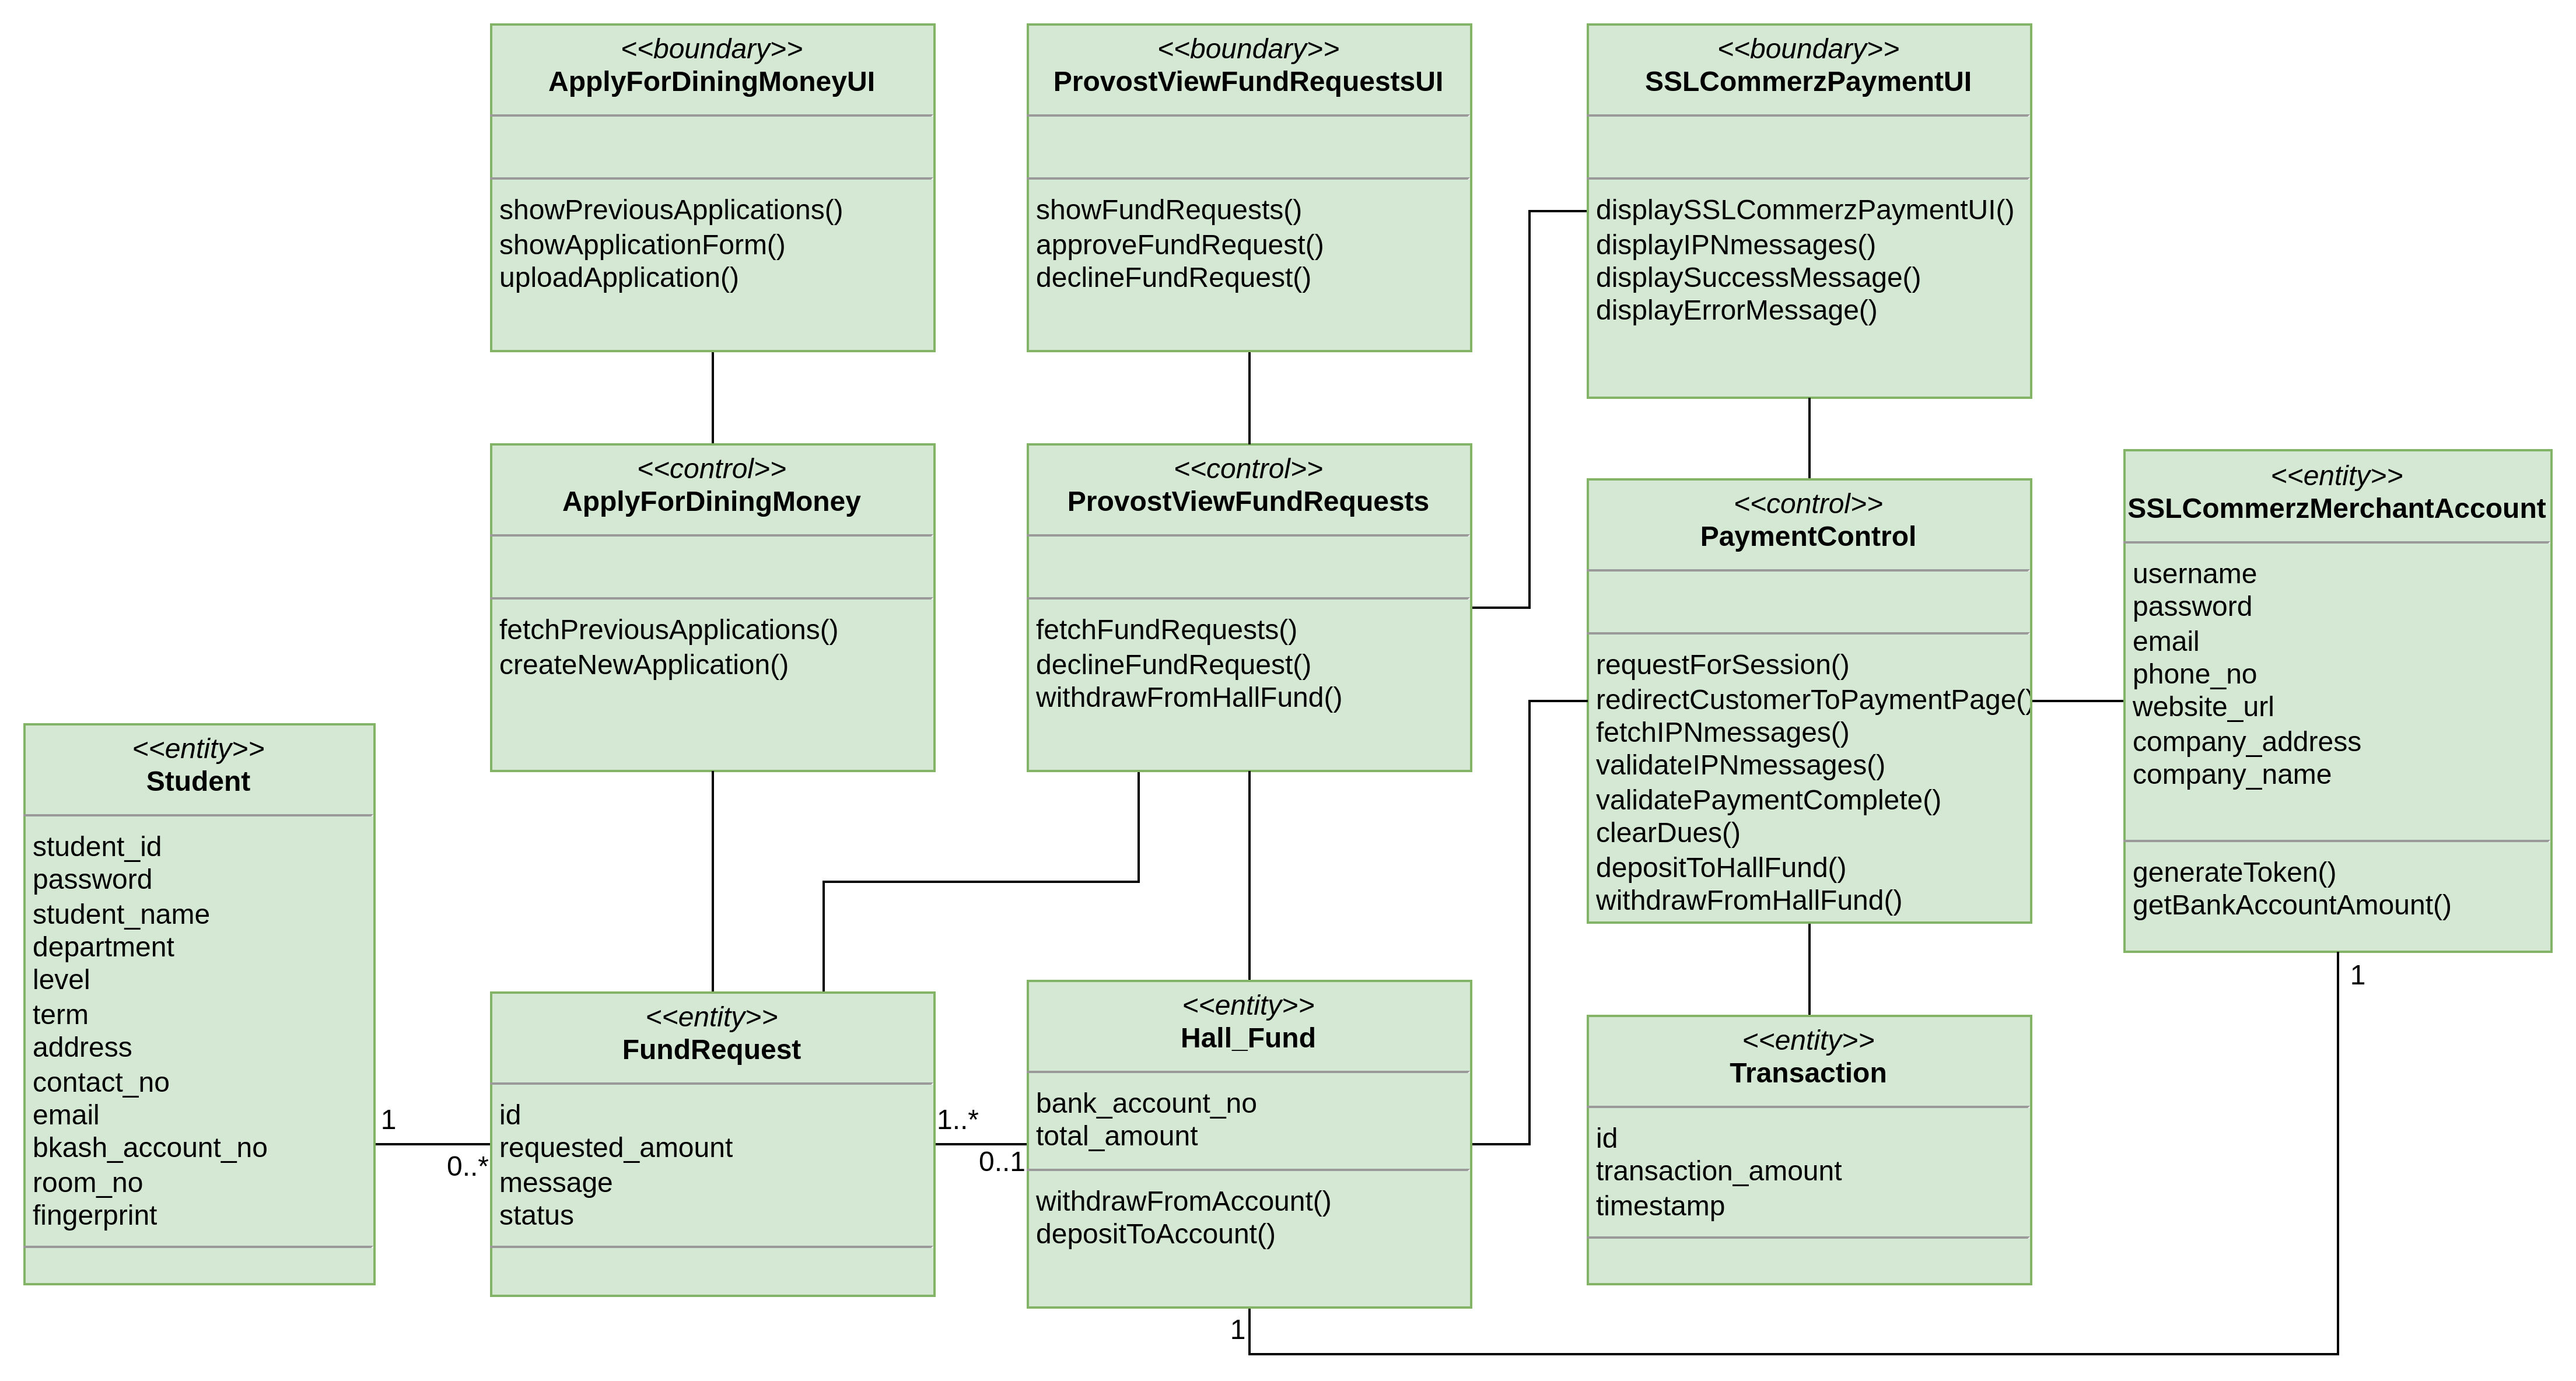 <<boundary>>
ApplyForDiningMoneyUI
showPreviousApplications()
showApplicationForm()
uploadApplication()
<<boundary>>
ProvostViewFundRequestsUI
showFundRequests()
approveFundRequest()
declineFundRequest()
<<boundary>>
SSLCommerzPaymentUI
displaySSLCommerzPaymentUI()
displayIPNmessages()
displaySuccessMessage()
displayErrorMessage()
<<control>>
ApplyForDiningMoney
fetchPreviousApplications()
createNewApplication()
<<control>>
ProvostViewFundRequests
fetchFundRequests()
declineFundRequest()
withdrawFromHallFund()
<<control>>
PaymentControl
requestForSession()
redirectCustomerToPaymentPage()
fetchIPNmessages()
validateIPNmessages()
validatePaymentComplete()
clearDues()
depositToHallFund()
withdrawFromHallFund()
<<entity>>
SSLCommerzMerchantAccount
username
password
email
phone_no
website_url
company_address
company_name
generateToken()
getBankAccountAmount()
1
<<entity>>
Student
student_id
password
student_name
department
level
term
address
contact_no
email
bkash_account_no
room_no
fingerprint
1
0..*
<<entity>>
FundRequest
id
requested_amount
message
status
1..*
0..1
<<entity>>
Hall_Fund
bank_account_no
total_amount
withdrawFromAccount()
depositToAccount()
1
<<entity>>
Transaction
id
transaction_amount
timestamp